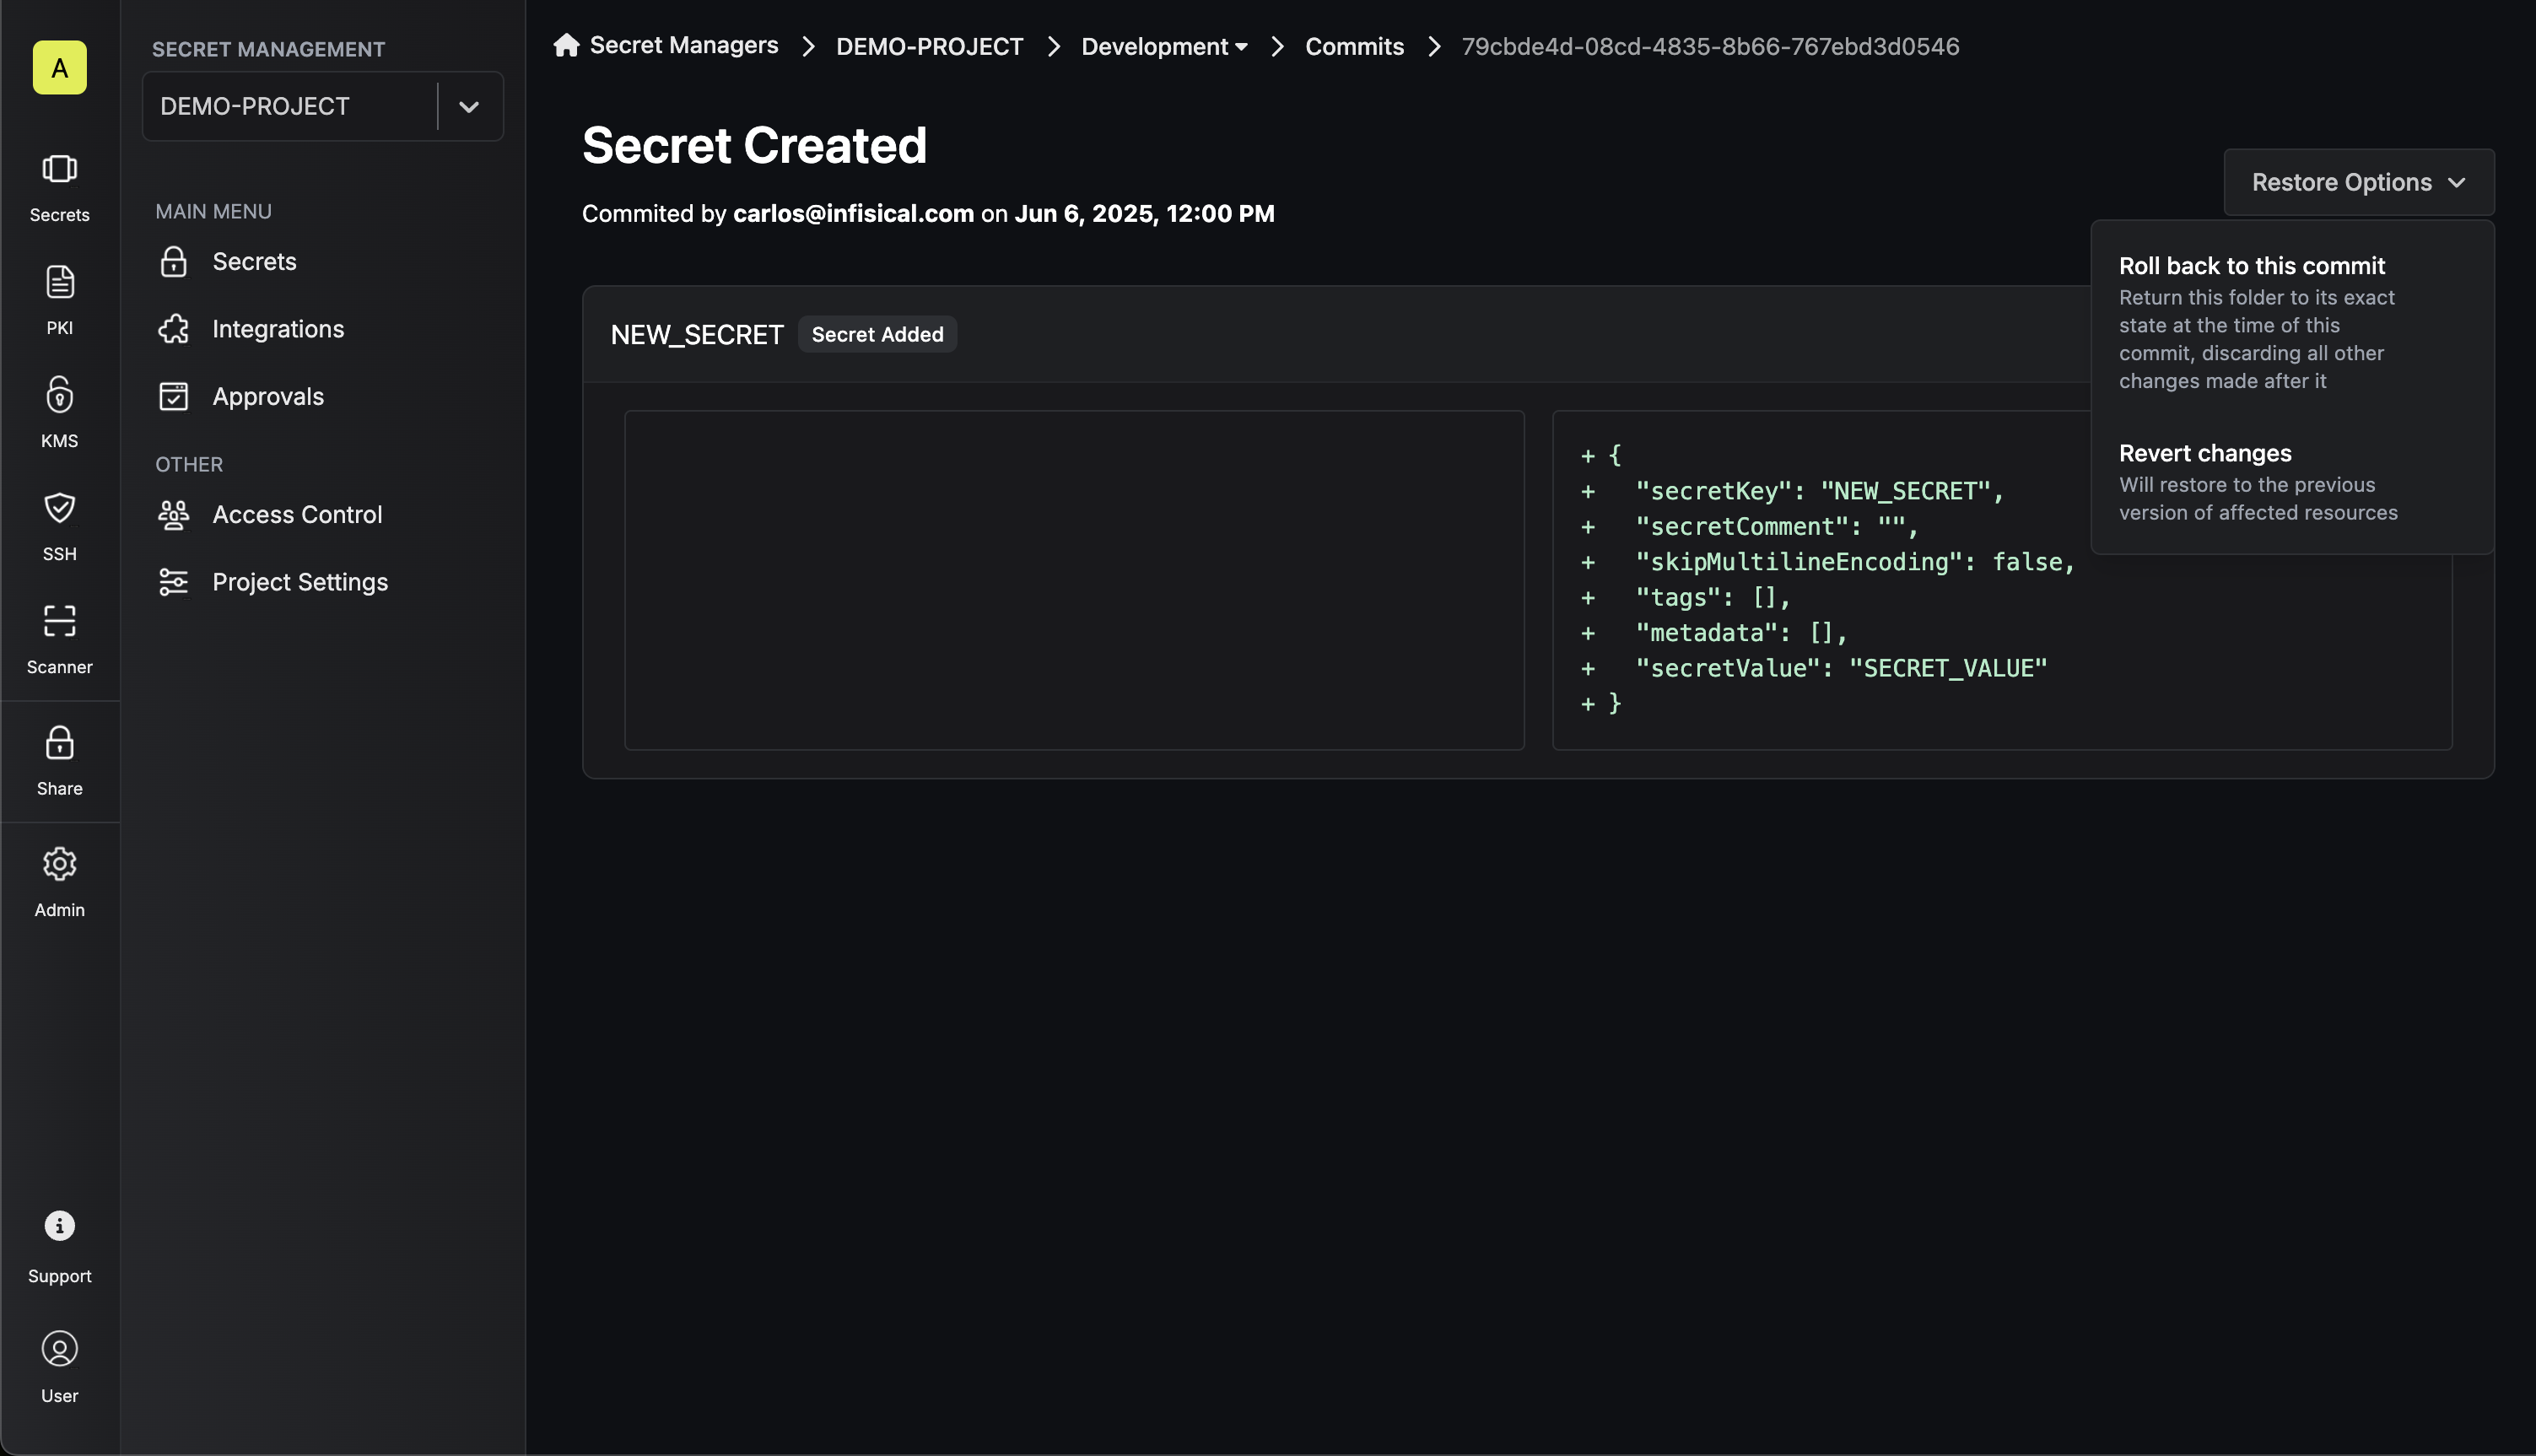 A
Secrets
PKI
KMS
SSH
Scanner
Share
Admin
Support
User
SECRET MANAGEMENT
DEMO-PROJECT
MAIN MENU
Secrets
Integrations
Approvals
OTHER
Access Control
Project Settings
Secret Managers > DEMO-PROJECT > Development > Commits > 79cbde4d-08cd-4835-8b66-767ebd3d0546
Secret Created
Commited by carlos@infisical.com on Jun 6, 2025, 12:00 PM
Restore Options
Roll back to this commit
Return this folder to its exact
state at the time of this
commit, discarding all other
changes made after it
Revert changes
Will restore to the previous
version of affected resources
NEW_SECRET Secret Added
+ {
+   "secretKey": "NEW_SECRET",
+   "secretComment": "",
+   "skipMultilineEncoding": false,
+   "tags": [],
+   "metadata": [],
+   "secretValue": "SECRET_VALUE"
+ }